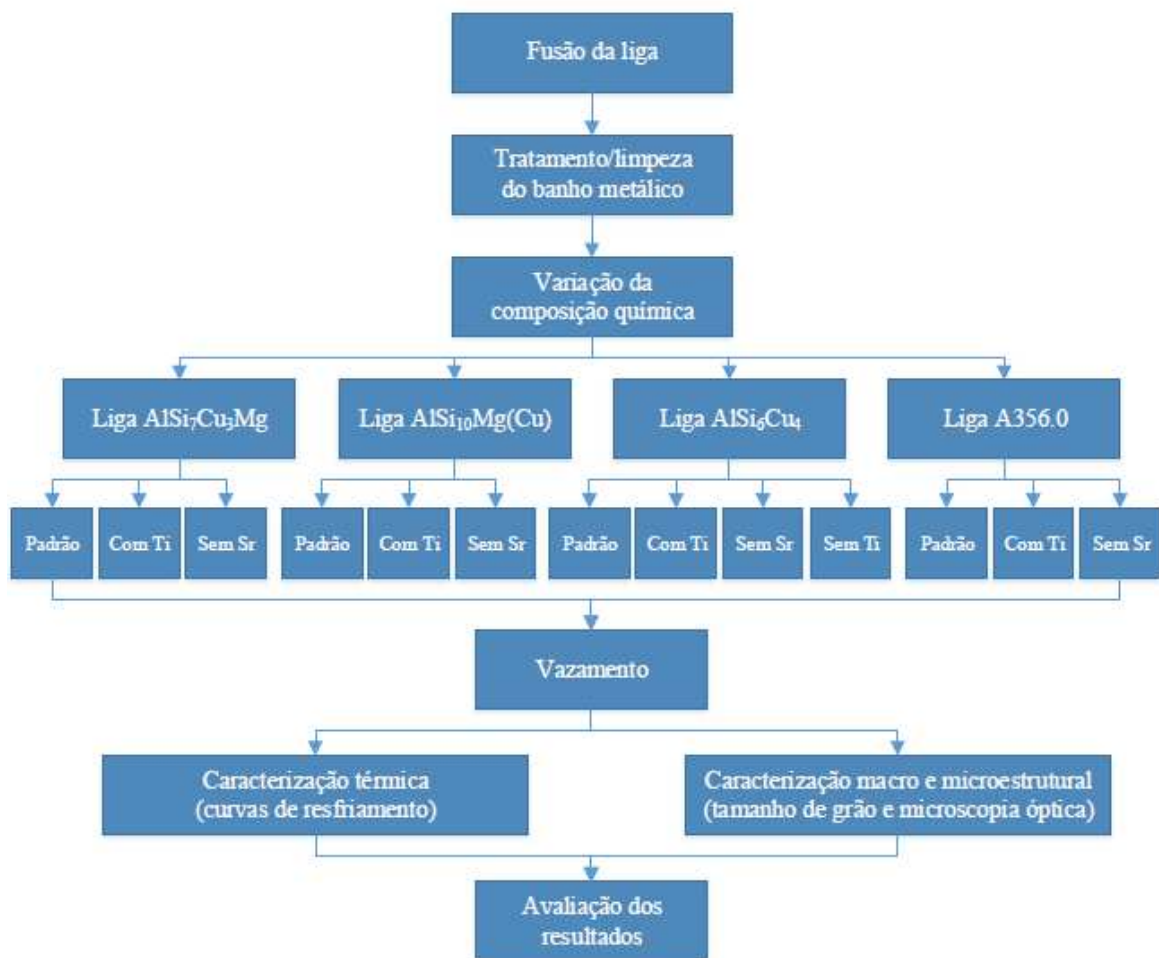 Fusão da liga
Tratamento/limpeza
do banho metálico
Variação da
composição química
Liga AlSi₇Cu₃Mg
Liga AlSi₁₀Mg(Cu)
Liga AlSi₆Cu₄
Liga A356.0
Padrão
Com Ti
Sem Sr
Padrão
Com Ti
Sem Sr
Padrão
Com Ti
Sem Sr
Sem Ti
Padrão
Com Ti
Sem Sr
Vazamento
Caracterização térmica
(curvas de resfriamento)
Caracterização macro e microestrutural
(tamanho de grão e microscopia óptica)
Avaliação dos
resultados